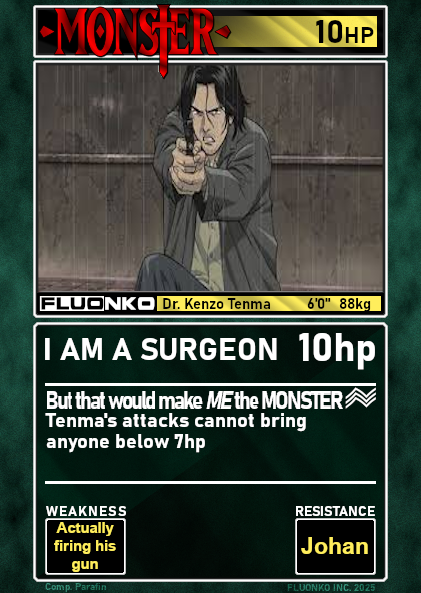 MONSTER
10HP
FLUONKO
Dr. Kenzo Tenma 6'0" 88kg
I AM A SURGEON 10hp
But that would make ME the MONSTER
Tenma's attacks cannot bring
anyone below 7hp
WEAKNESS
Actually
firing his
gun
RESISTANCE
Johan
Comp. Parafin
FLUONKO INC. 2025